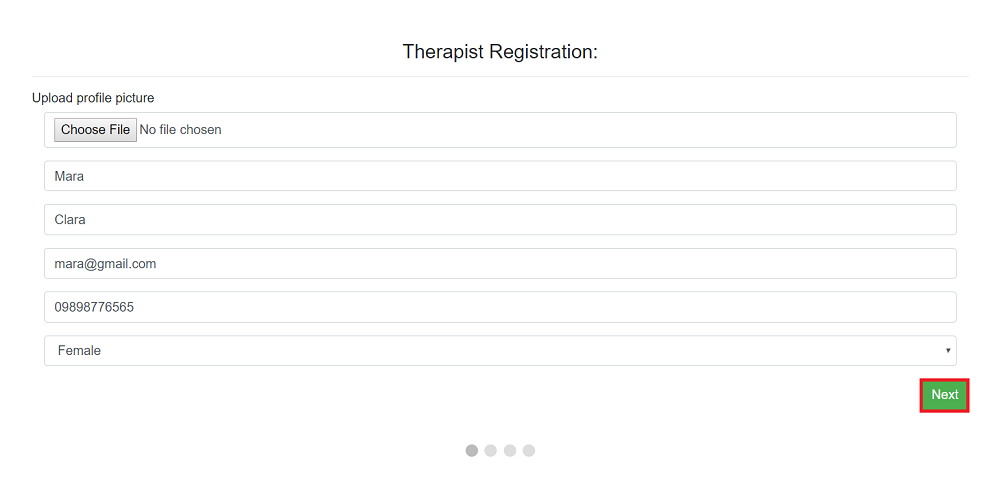 Therapist Registration:
Upload profile picture
Choose File No file chosen
Mara
Clara
mara@gmail.com
09898776565
Female
Next